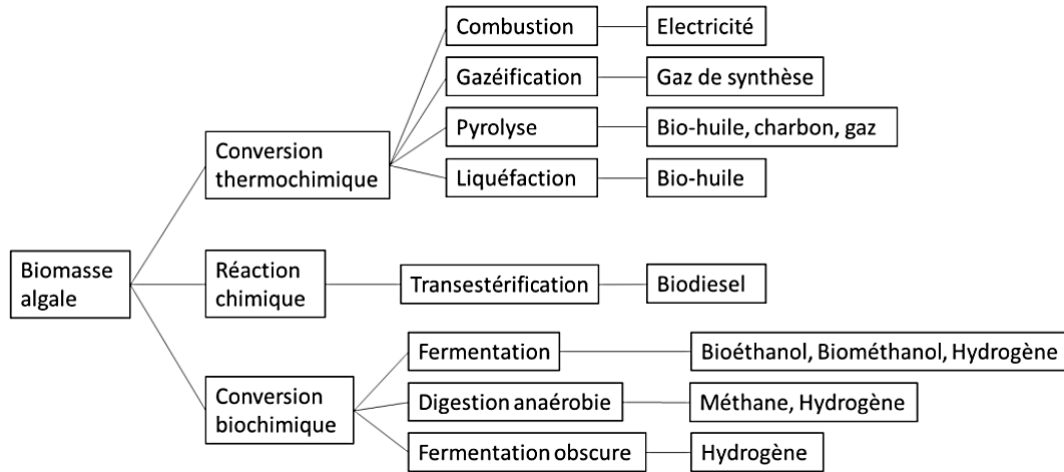 Combustion
Electricité
Gazéification
Gaz de synthèse
Pyrolyse
Bio-huile, charbon, gaz
Conversion
thermochimique
Liquéfaction
Bio-huile
Biomasse
algale
Réaction
chimique
Transestérification
Biodiesel
Fermentation
Bioéthanol, Biométhanol, Hydrogène
Conversion
biochimique
Digestion anaérobie
Méthane, Hydrogène
Fermentation obscure
Hydrogène